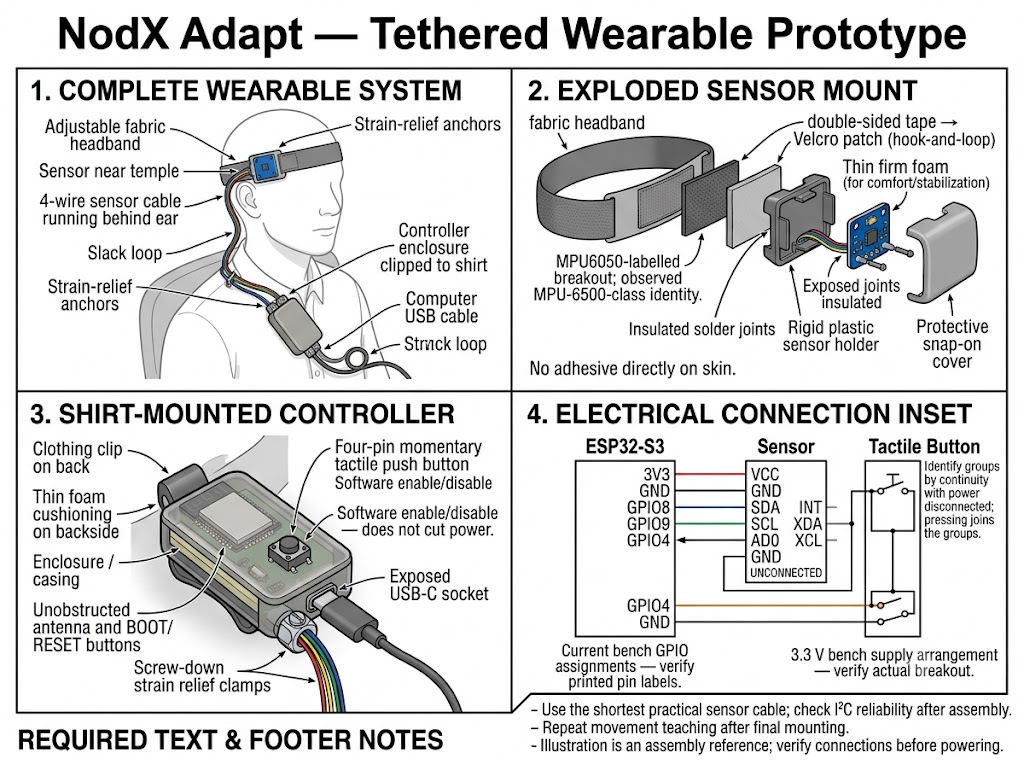 NodX Adapt — Tethered Wearable Prototype
1. COMPLETE WEARABLE SYSTEM
Adjustable fabric
headband
Strain-relief anchors
Sensor near temple
4-wire sensor cable
running behind ear
Slack loop
Controller
enclosure
clipped to shirt
Strain-relief
anchors
Computer
USB cable
Strıck loop
2. EXPLODED SENSOR MOUNT
fabric headband
double-sided tape →
Velcro patch (hook-and-loop)
Thin firm foam
(for comfort/stabilization)
MPU6050-labelled
breakout; observed
MPU-6500-class identity.
Exposed joints
insulated
Insulated solder joints
Rigid plastic
sensor holder
Protective
snap-on
cover
No adhesive directly on skin.
3. SHIRT-MOUNTED CONTROLLER
Clothing clip
on back
Four-pin momentary
tactile push button
Software enable/disable
Thin foam
cushioning
on backside
Software enable/disable
— does not cut power.
Enclosure /
casing
Exposed
USB-C socket
Unobstructed
antenna and BOOT/
RESET buttons
Screw-down
strain relief clamps
4. ELECTRICAL CONNECTION INSET
ESP32-S3
Sensor
Tactile Button
3V3
GND
GPIO8
GPIO9
GPIO4
VCC
GND
SDA
SCL
AD0
GND
INT
XDA
XCL
UNCONNECTED
Identify groups
by continuity
with power
disconnected;
pressing joins
the groups.
GPIO4
GND
Current bench GPIO
assignments — verify
printed pin labels.
3.3 V bench supply arrangement
— verify actual breakout.
REQUIRED TEXT & FOOTER NOTES
- Use the shortest practical sensor cable; check I²C reliability after assembly.
- Repeat movement teaching after final mounting.
- Illustration is an assembly reference; verify connections before powering.